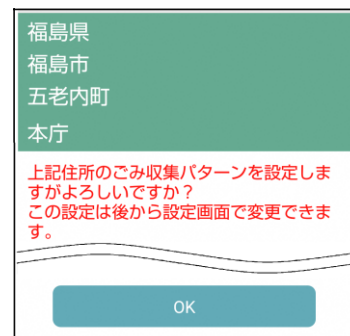 福島県
福島市
五老内町
本庁
上記住所のごみ収集パターンを設定しま
すがよろしいですか？
この設定は後から設定画面で変更できま
す。
OK